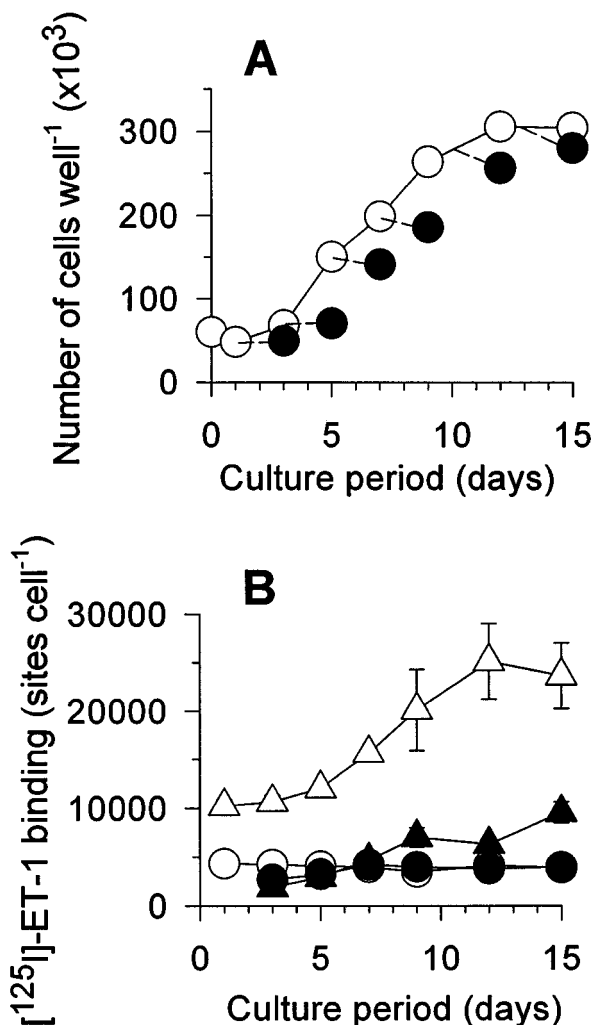 A
Number of cells well⁻¹ (x10³)
300
200
100
0
0 5 10 15
Culture period (days)
B
[¹²⁵I]-ET-1 binding (sites cell⁻¹)
30000
20000
10000
0
0 5 10 15
Culture period (days)